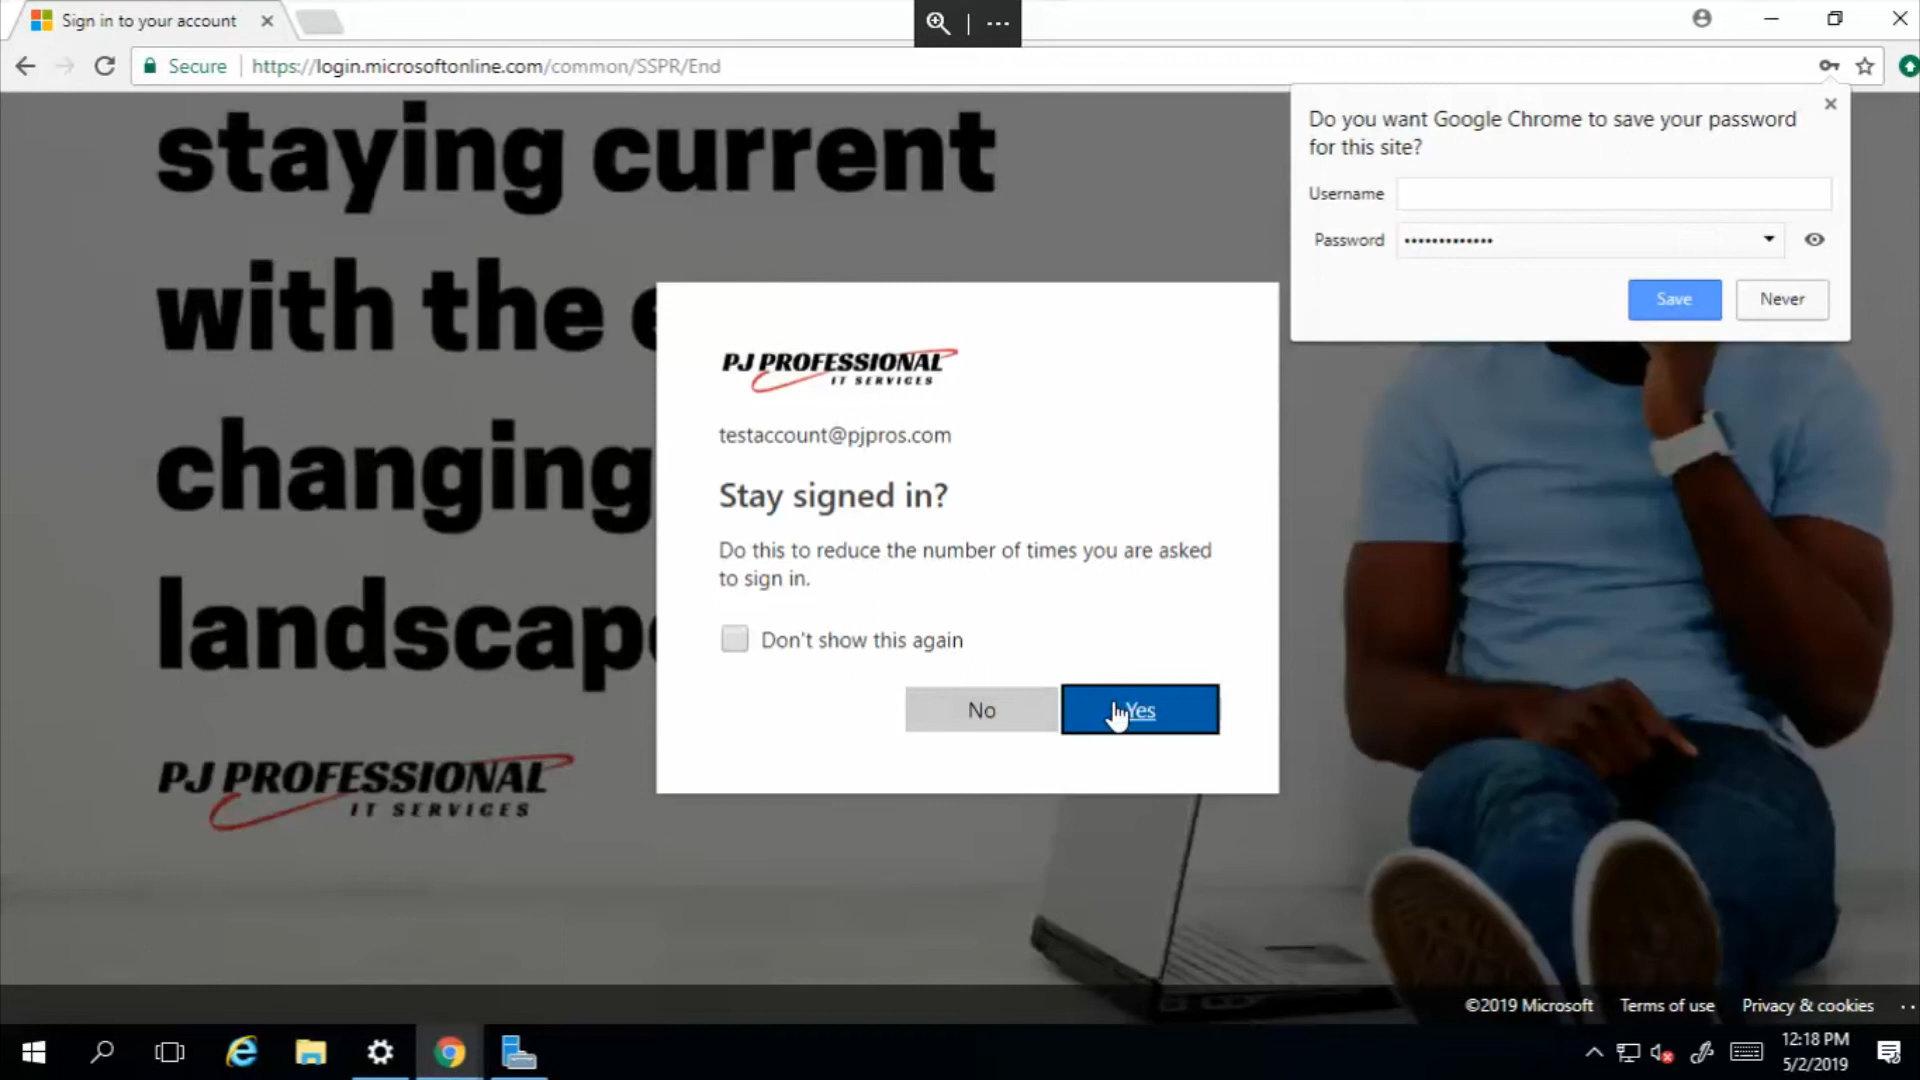 Sign in to your account
Secure
https://login.microsoftonline.com/common/SSPR/End
Do you want Google Chrome to save your password
for this site?
Username
Password
•••••••••••••
Save
Never
staying current
with the e
changing
landscape
PJ PROFESSIONAL
IT SERVICES
PJ PROFESSIONAL
IT SERVICES
testaccount@pjpros.com
Stay signed in?
Do this to reduce the number of times you are asked
to sign in.
Don't show this again
No
Yes
©2019 Microsoft
Terms of use
Privacy & cookies
12:18 PM
5/2/2019